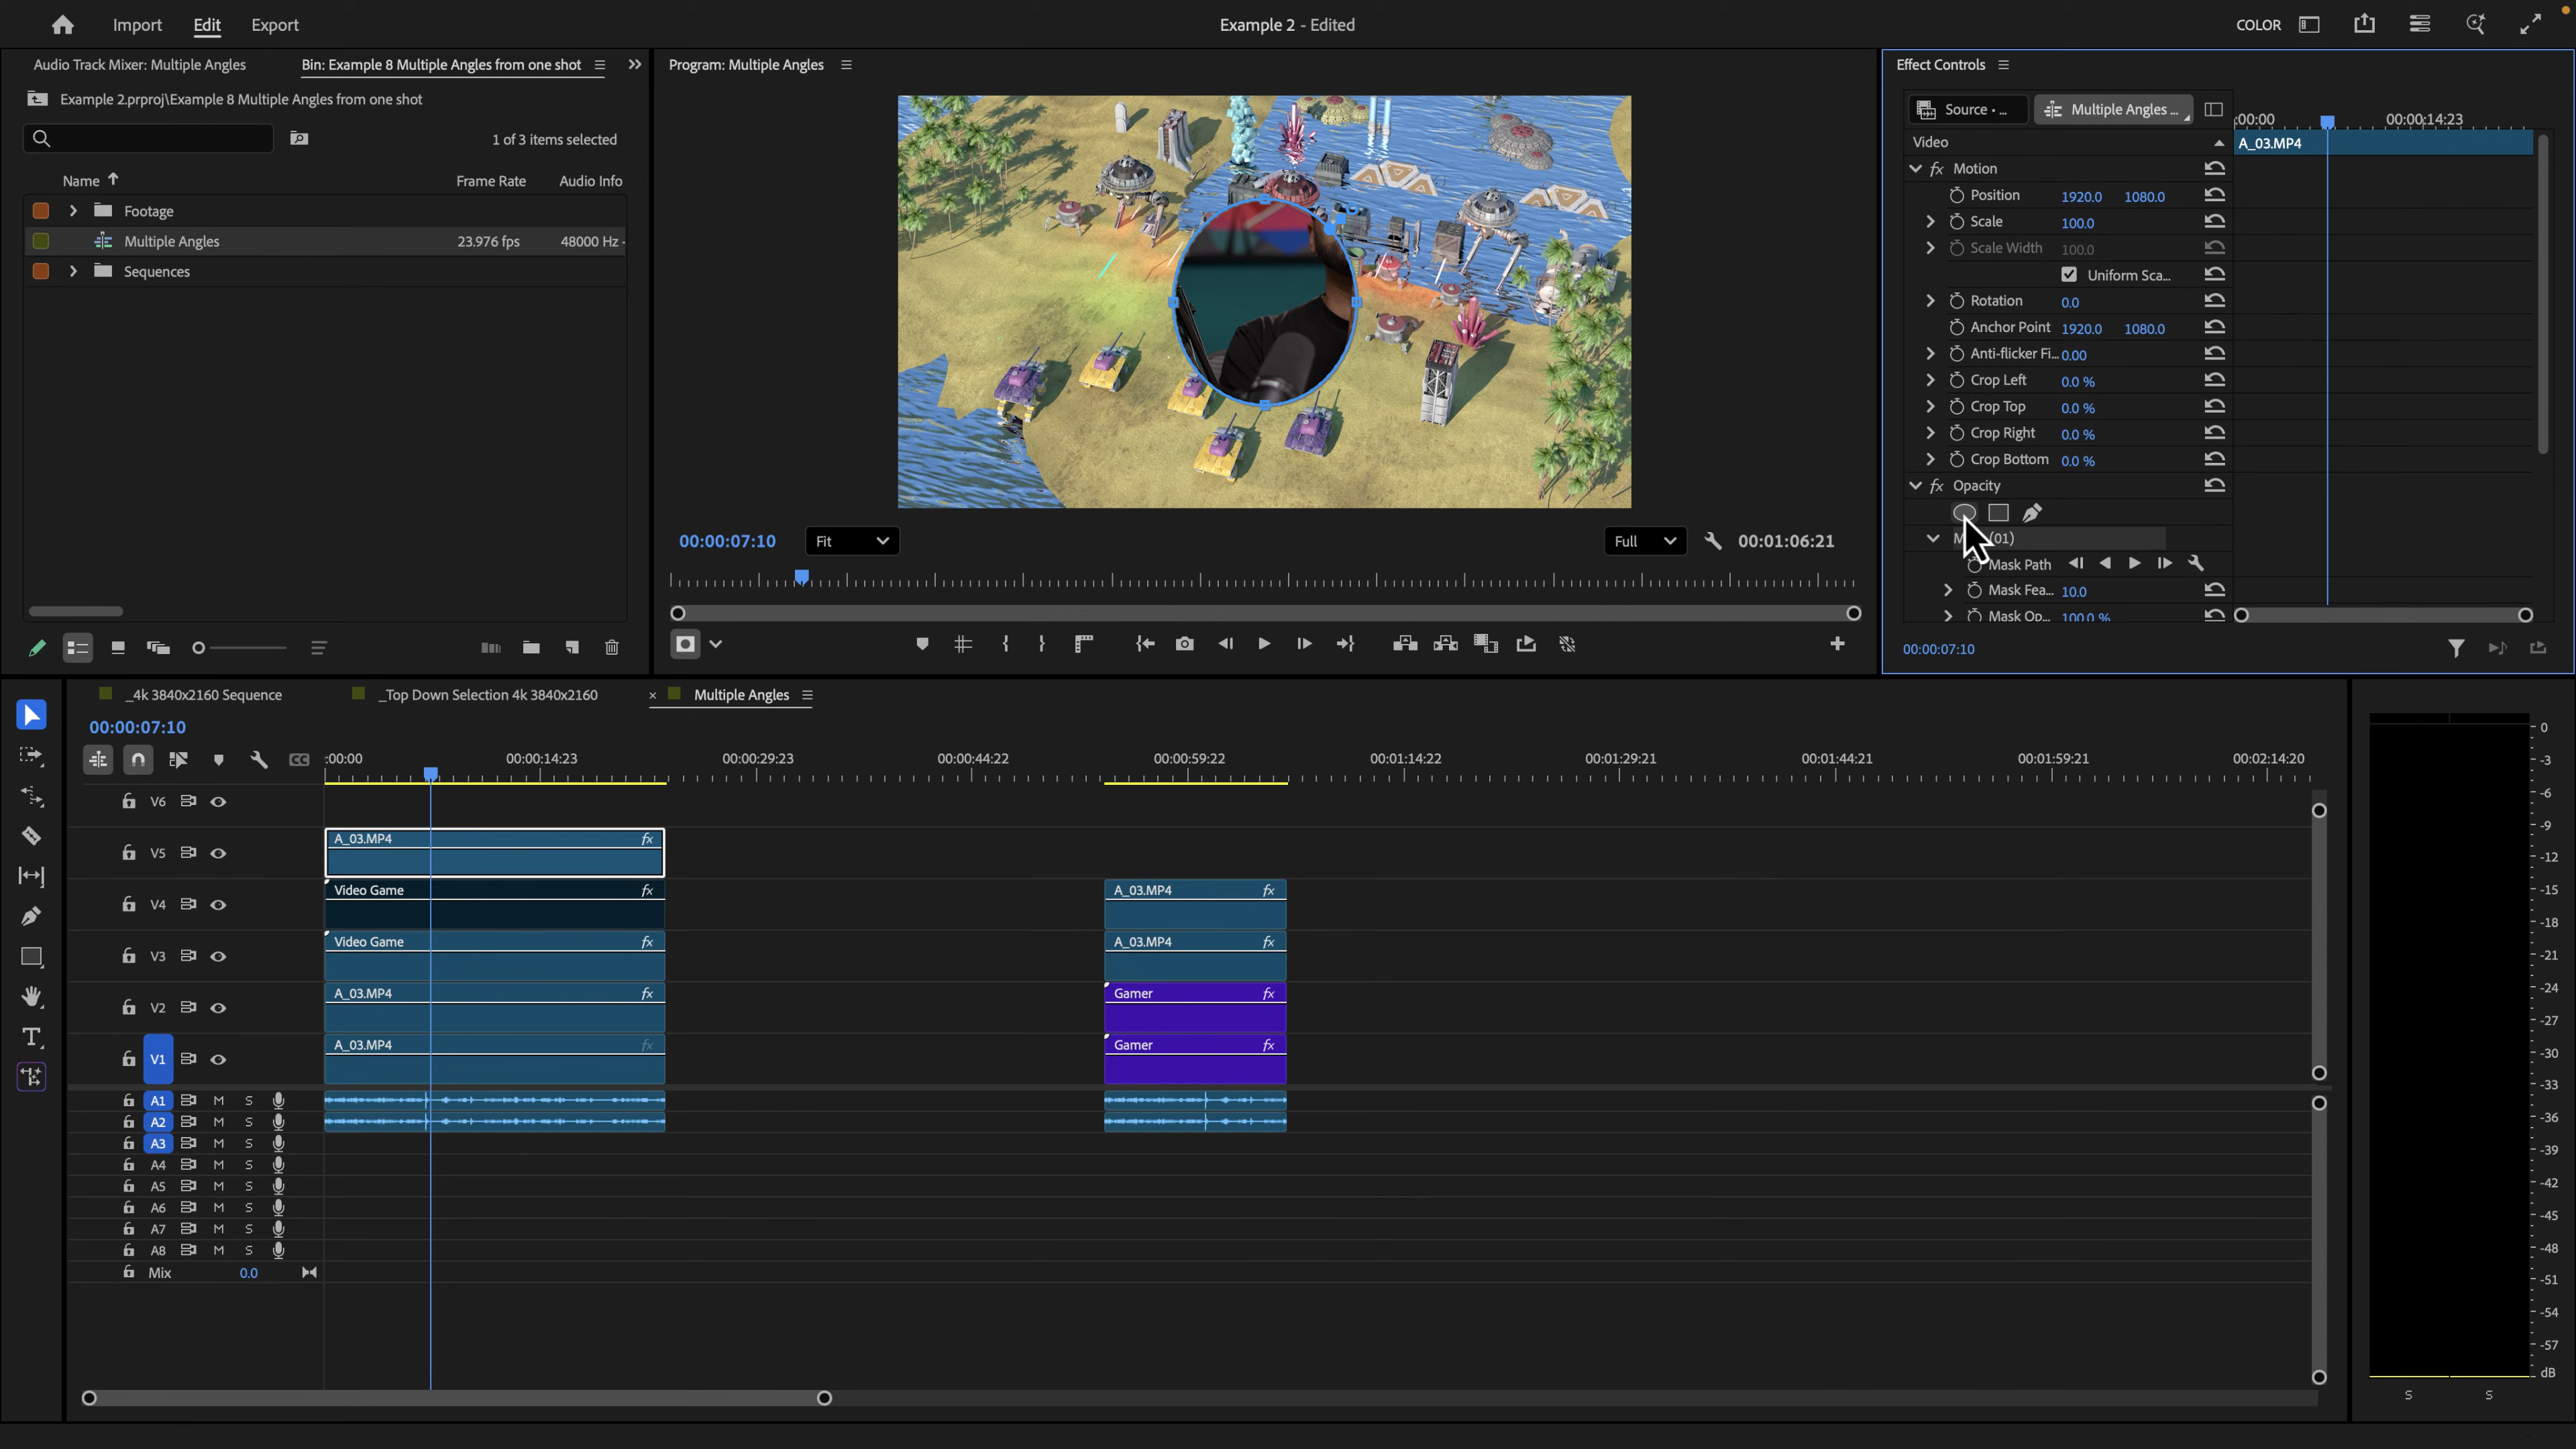 Import
Edit
Export
Example 2 - Edited
COLOR
Audio Track Mixer: Multiple Angles
Bin: Example 8 Multiple Angles from one shot
Example 2.prproj\Example 8 Multiple Angles from one shot
1 of 3 items selected
Name
Frame Rate
Audio Info
Footage
Multiple Angles
23.976 fps
48000 Hz -
Sequences
Program: Multiple Angles
00:00:07:10
Fit
Full
00:01:06:21
Effect Controls
Source • ...
Multiple Angles ...
:00:00
00:00:14:23
Video
A_03.MP4
fx Motion
Position 1920.0 1080.0
Scale 100.0
Scale Width 100.0
Uniform Sca...
Rotation 0.0
Anchor Point 1920.0 1080.0
Anti-flicker Fi... 0.00
Crop Left 0.0 %
Crop Top 0.0 %
Crop Right 0.0 %
Crop Bottom 0.0 %
fx Opacity
(01)
Mask Path
Mask Fea... 10.0
Mask Op... 100.0 %
00:00:07:10
_4k 3840x2160 Sequence
_Top Down Selection 4k 3840x2160
× Multiple Angles
00:00:07:10
CC
:00:00 00:00:14:23 00:00:29:23 00:00:44:22 00:00:59:22 00:01:14:22 00:01:29:21 00:01:44:21 00:01:59:21 00:02:14:20
V6
V5
A_03.MP4 fx
V4
Video Game fx
A_03.MP4 fx
V3
Video Game fx
A_03.MP4 fx
V2
A_03.MP4 fx
Gamer fx
V1
A_03.MP4 fx
Gamer fx
A1 M S
A2 M S
A3 M S
A4 M S
A5 M S
A6 M S
A7 M S
A8 M S
Mix 0.0
0
-3
-6
-9
-12
-15
-18
-21
-24
-27
-30
-33
-36
-39
-42
-45
-48
-51
-54
-57
dB
S S